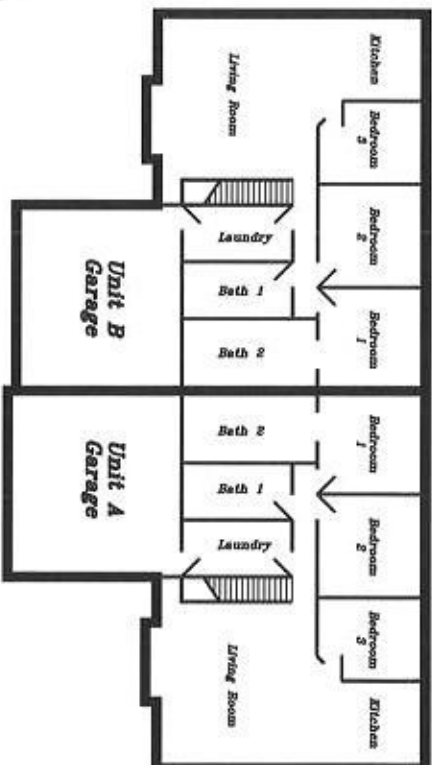 Kitchen
Bedroom
3
Bedroom
2
Bedroom
1
Bedroom
1
Bedroom
2
Bedroom
3
Kitchen
Living Room
Laundry
Bath 1
Bath 2
Bath 2
Bath 1
Laundry
Living Room
Unit B
Garage
Unit A
Garage